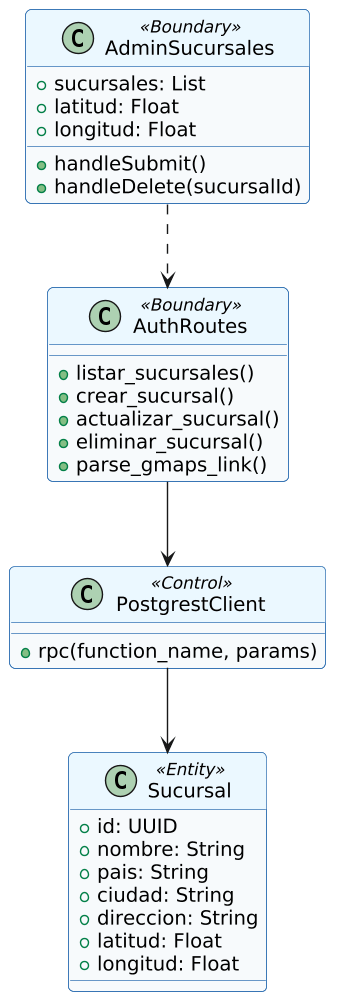 C
«Boundary»
AdminSucursales
sucursales: List
latitud: Float
longitud: Float
handleSubmit()
handleDelete(sucursalId)
C
«Boundary»
AuthRoutes
listar_sucursales()
crear_sucursal()
actualizar_sucursal()
eliminar_sucursal()
parse_gmaps_link()
C
«Control»
PostgrestClient
rpc(function_name, params)
C
«Entity»
Sucursal
id: UUID
nombre: String
pais: String
ciudad: String
direccion: String
latitud: Float
longitud: Float